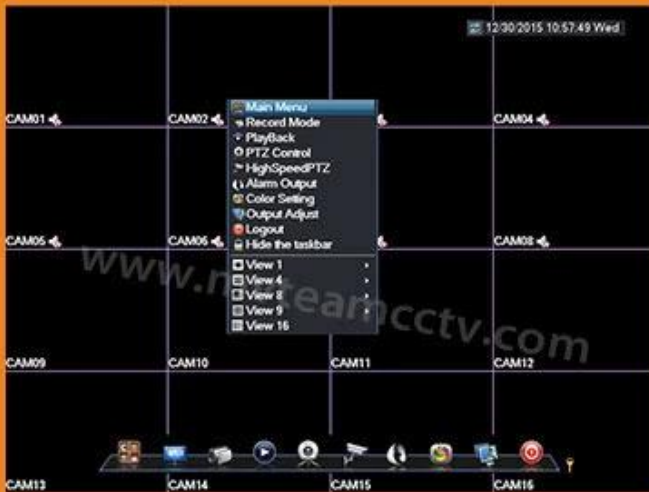 12/30/2015 10:57:49 Wed
CAM01
CAM02
CAM04
Main Menu
Record Mode
PlayBack
PTZ Control
HighSpeedPTZ
Alarm Output
Color Setting
Output Adjust
Logout
Hide the taskbar
View 1
View 4
View 8
View 9
View 16
CAM05
CAM06
CAM08
CAM09
CAM10
CAM11
CAM12
CAM13
CAM14
CAM15
CAM16